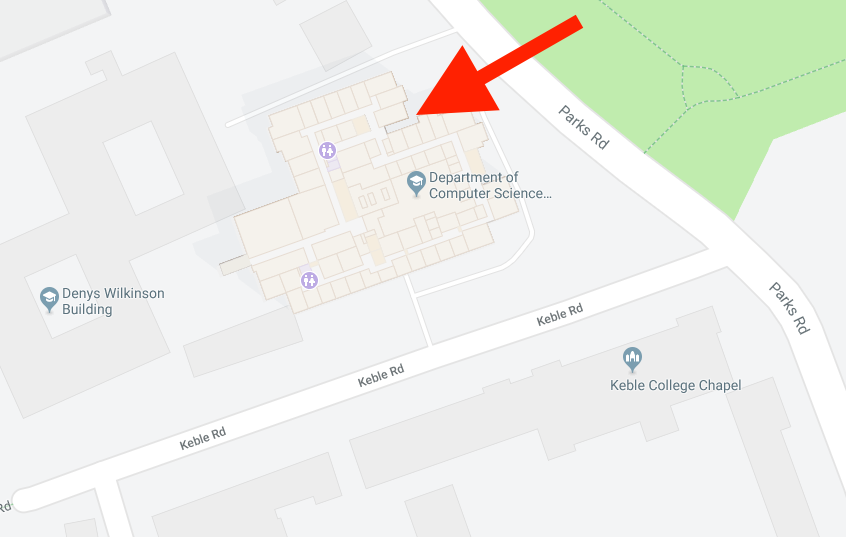 Parks Rd
Department of
Computer Science...
Denys Wilkinson
Building
Parks Rd
Keble Rd
Keble Rd
Keble College Chapel
Keble Rd
Rd